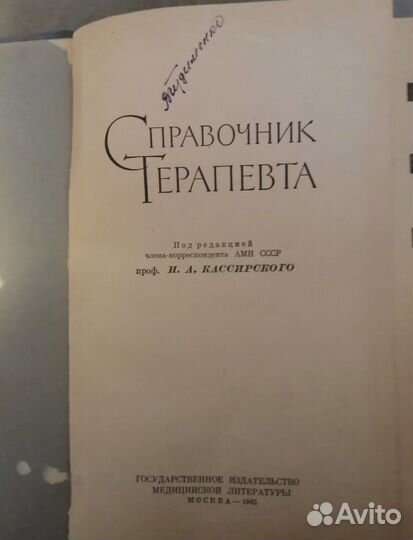 СПРАВОЧНИК
ТЕРАПЕВТА
Под редакцией
члена-корреспондента АМН СССР
проф. И. А. КАССИРСКОГО
ГОСУДАРСТВЕННОЕ ИЗДАТЕЛЬСТВО
МЕДИЦИНСКОЙ ЛИТЕРАТУРЫ
МОСКВА — 1962
Avito